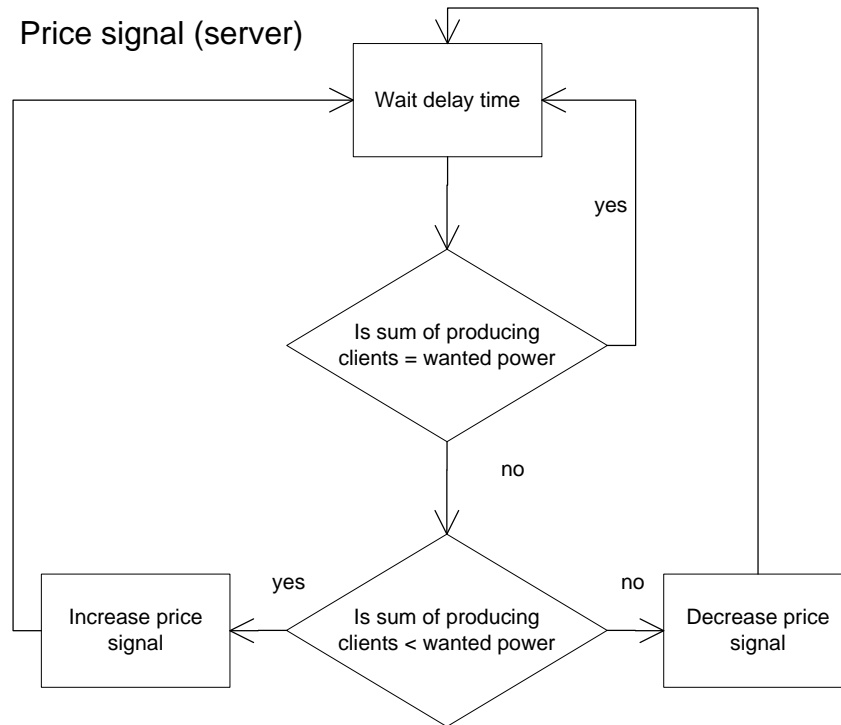 Price signal (server)
Wait delay time
yes
Is sum of producing
clients = wanted power
no
yes
no
Increase price
signal
Is sum of producing
clients < wanted power
Decrease price
signal